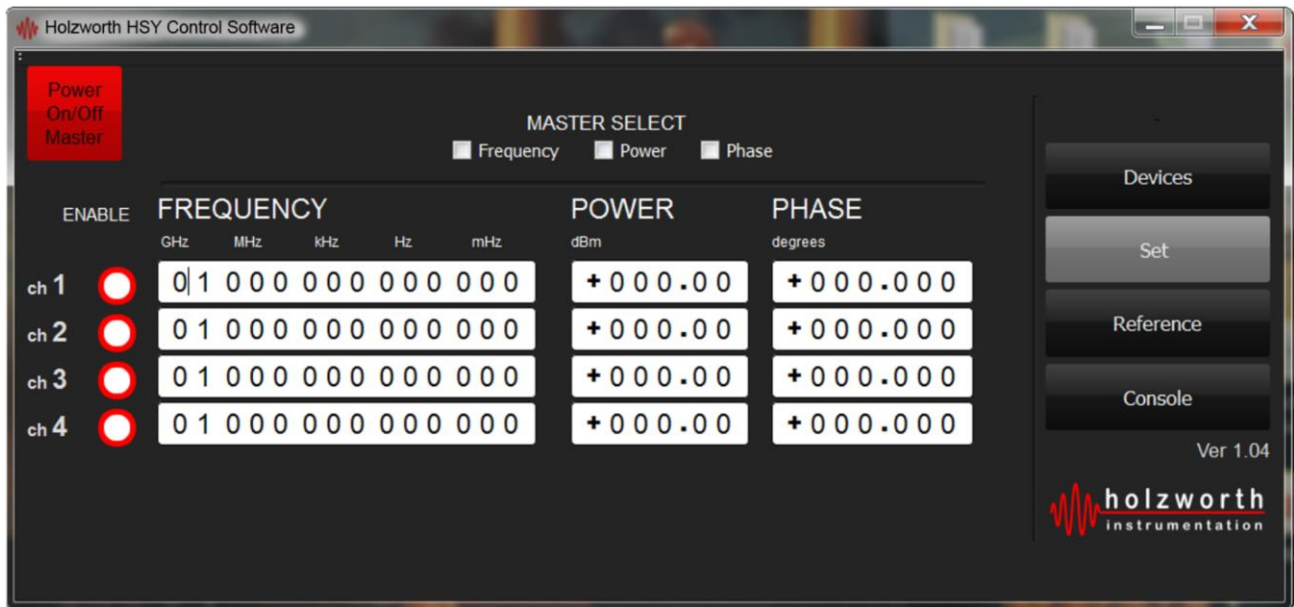 Holzworth HSY Control Software
Power
On/Off
Master
MASTER SELECT
Frequency Power Phase
ENABLE FREQUENCY POWER PHASE
GHz MHz kHz Hz mHz dBm degrees
ch 1 01 000 000 000 000 +000.00 +000.000
ch 2 01 000 000 000 000 +000.00 +000.000
ch 3 01 000 000 000 000 +000.00 +000.000
ch 4 01 000 000 000 000 +000.00 +000.000
Devices
Set
Reference
Console
Ver 1.04
holzworth
instrumentation